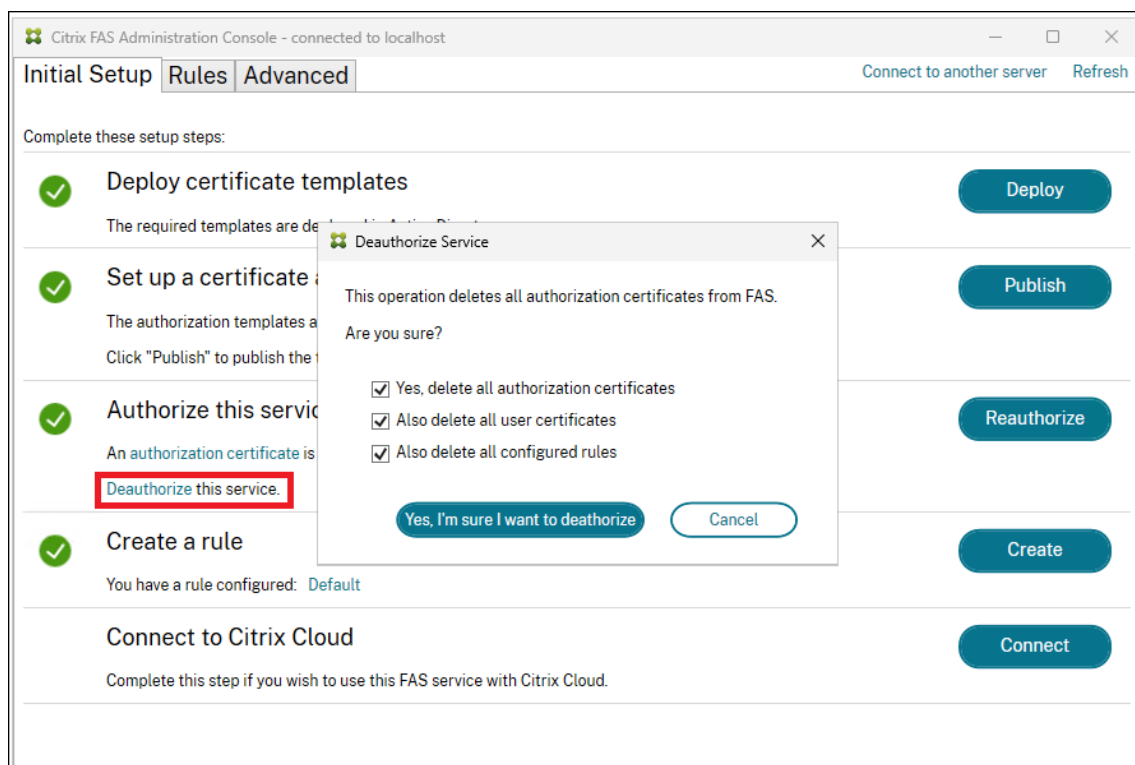 Citrix FAS Administration Console - connected to localhost
Initial Setup Rules Advanced Connect to another server Refresh
Complete these setup steps:
Deploy certificate templates
Deploy
The required templates are de
Set up a certificate
Publish
The authorization templates a
Click "Publish" to publish the
Authorize this servic
Reauthorize
An authorization certificate is
Deauthorize this service.
Deauthorize Service
This operation deletes all authorization certificates from FAS.
Are you sure?
Yes, delete all authorization certificates
Also delete all user certificates
Also delete all configured rules
Yes, I'm sure I want to deathorize Cancel
Create a rule
Create
You have a rule configured: Default
Connect to Citrix Cloud
Connect
Complete this step if you wish to use this FAS service with Citrix Cloud.